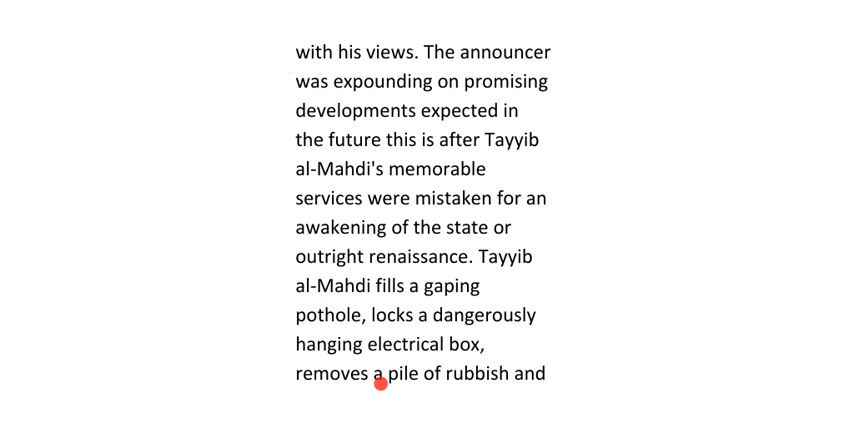 with his views. The announcer
was expounding on promising
developments expected in
the future this is after Tayyib
al-Mahdi's memorable
services were mistaken for an
awakening of the state or
outright renaissance. Tayyib
al-Mahdi fills a gaping
pothole, locks a dangerously
hanging electrical box,
removes a pile of rubbish and